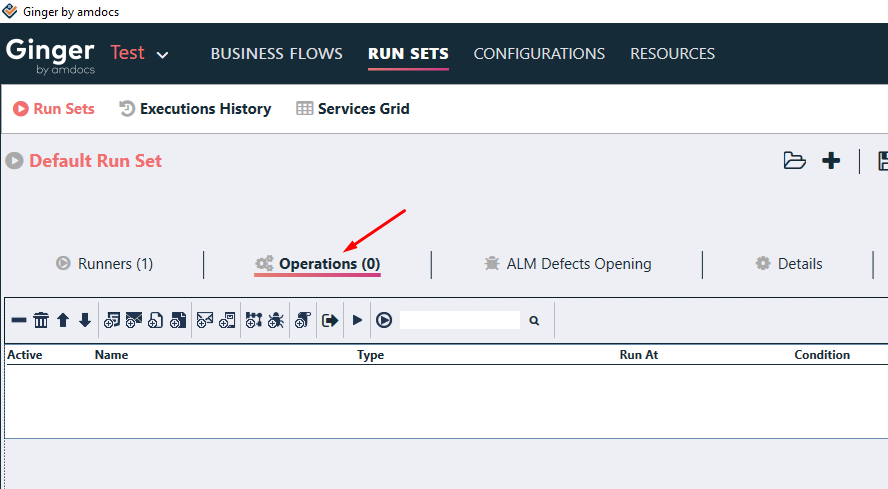 Ginger by amdocs
Ginger by amdocs Test BUSINESS FLOWS RUN SETS CONFIGURATIONS RESOURCES
Run Sets Executions History Services Grid
Default Run Set
Runners (1) Operations (0) ALM Defects Opening Details
Active Name Type Run At Condition